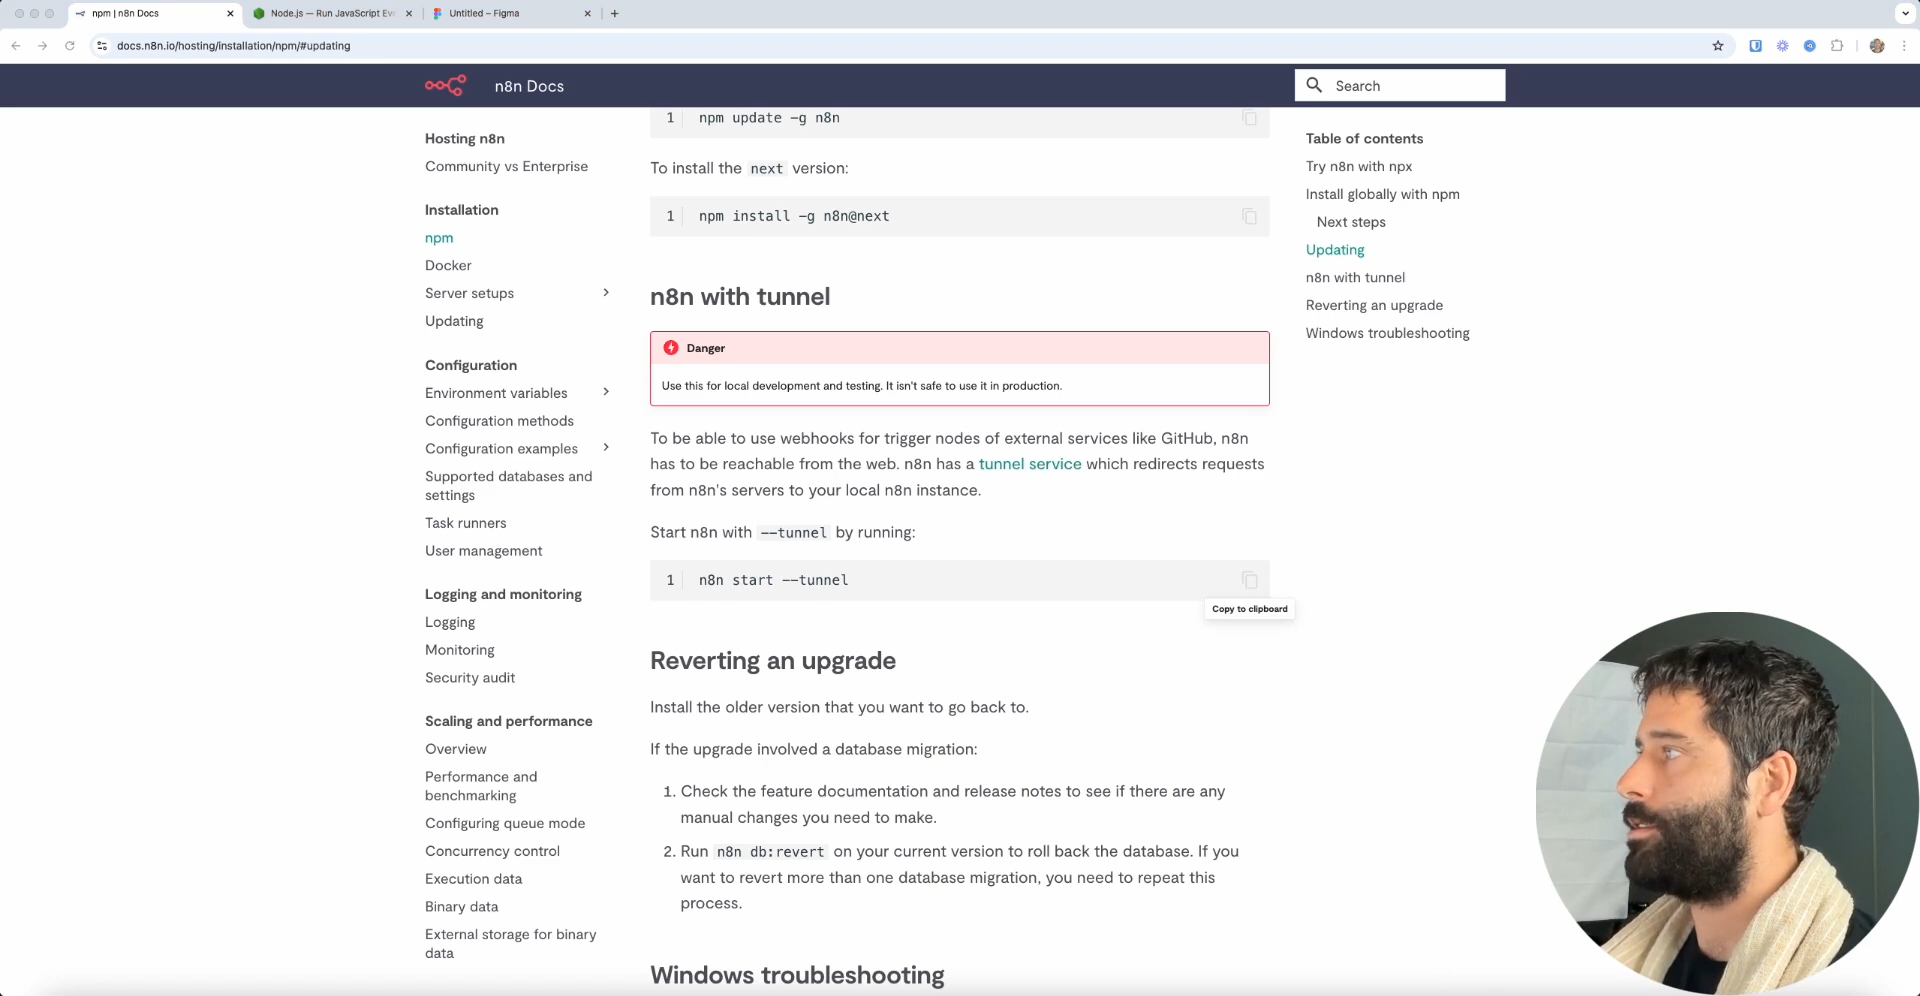 npm | n8n Docs
Node.js — Run JavaScript Eve
Untitled – Figma
docs.n8n.io/hosting/installation/npm/#updating
n8n Docs
Search
Hosting n8n
Community vs Enterprise
Installation
npm
Docker
Server setups
Updating
Configuration
Environment variables
Configuration methods
Configuration examples
Supported databases and
settings
Task runners
User management
Logging and monitoring
Logging
Monitoring
Security audit
Scaling and performance
Overview
Performance and
benchmarking
Configuring queue mode
Concurrency control
Execution data
Binary data
External storage for binary
data
1 npm update -g n8n
To install the next version:
1 npm install -g n8n@next
n8n with tunnel
Danger
Use this for local development and testing. It isn't safe to use it in production.
To be able to use webhooks for trigger nodes of external services like GitHub, n8n
has to be reachable from the web. n8n has a tunnel service which redirects requests
from n8n's servers to your local n8n instance.
Start n8n with --tunnel by running:
1 n8n start --tunnel
Copy to clipboard
Reverting an upgrade
Install the older version that you want to go back to.
If the upgrade involved a database migration:
1. Check the feature documentation and release notes to see if there are any
manual changes you need to make.
2. Run n8n db:revert on your current version to roll back the database. If you
want to revert more than one database migration, you need to repeat this
process.
Windows troubleshooting
Table of contents
Try n8n with npx
Install globally with npm
Next steps
Updating
n8n with tunnel
Reverting an upgrade
Windows troubleshooting